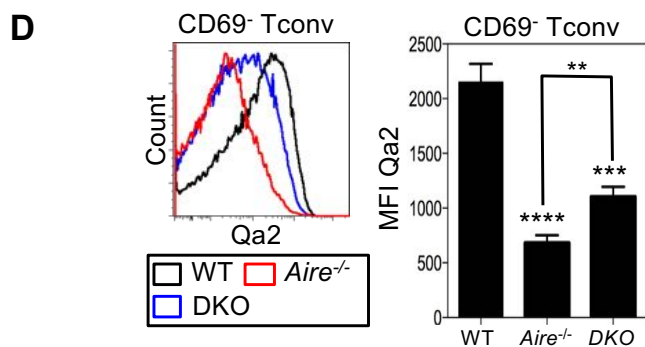 D
CD69⁻ Tconv
Count
Qa2
WT Aire⁻/⁻
DKO
CD69⁻ Tconv
MFI Qa2
2500
2000
1500
1000
500
0
**
****
***
WT Aire⁻/⁻ DKO